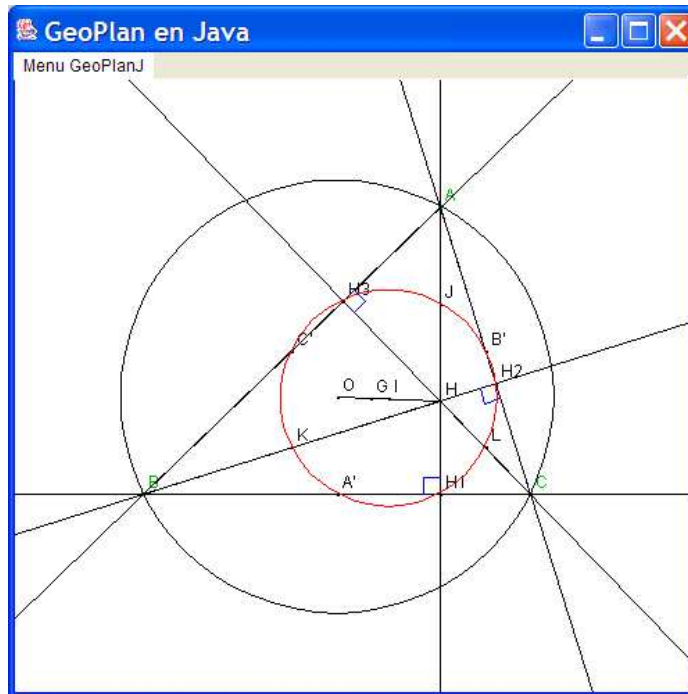 GeoPlan en Java
Menu GeoPlanJ
A
H3
J
C'
B'
H2
O
G I
H
K
L
B
A'
H1
C